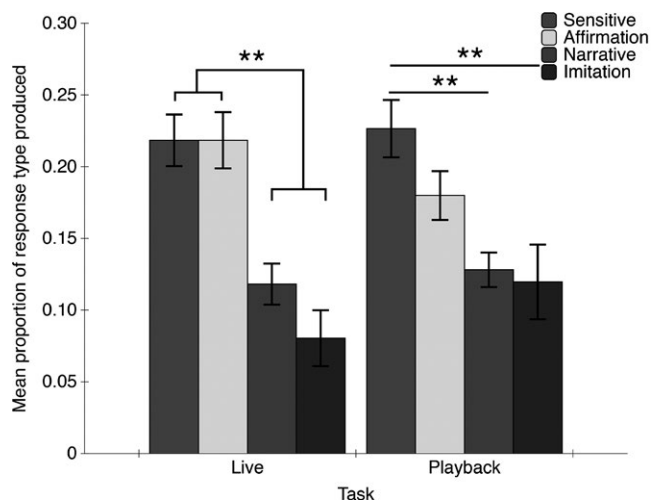 0.30
0.25
0.20
0.15
0.10
0.05
0
Mean proportion of response type produced
Sensitive
Affirmation
Narrative
Imitation
**
**
**
Live
Playback
Task